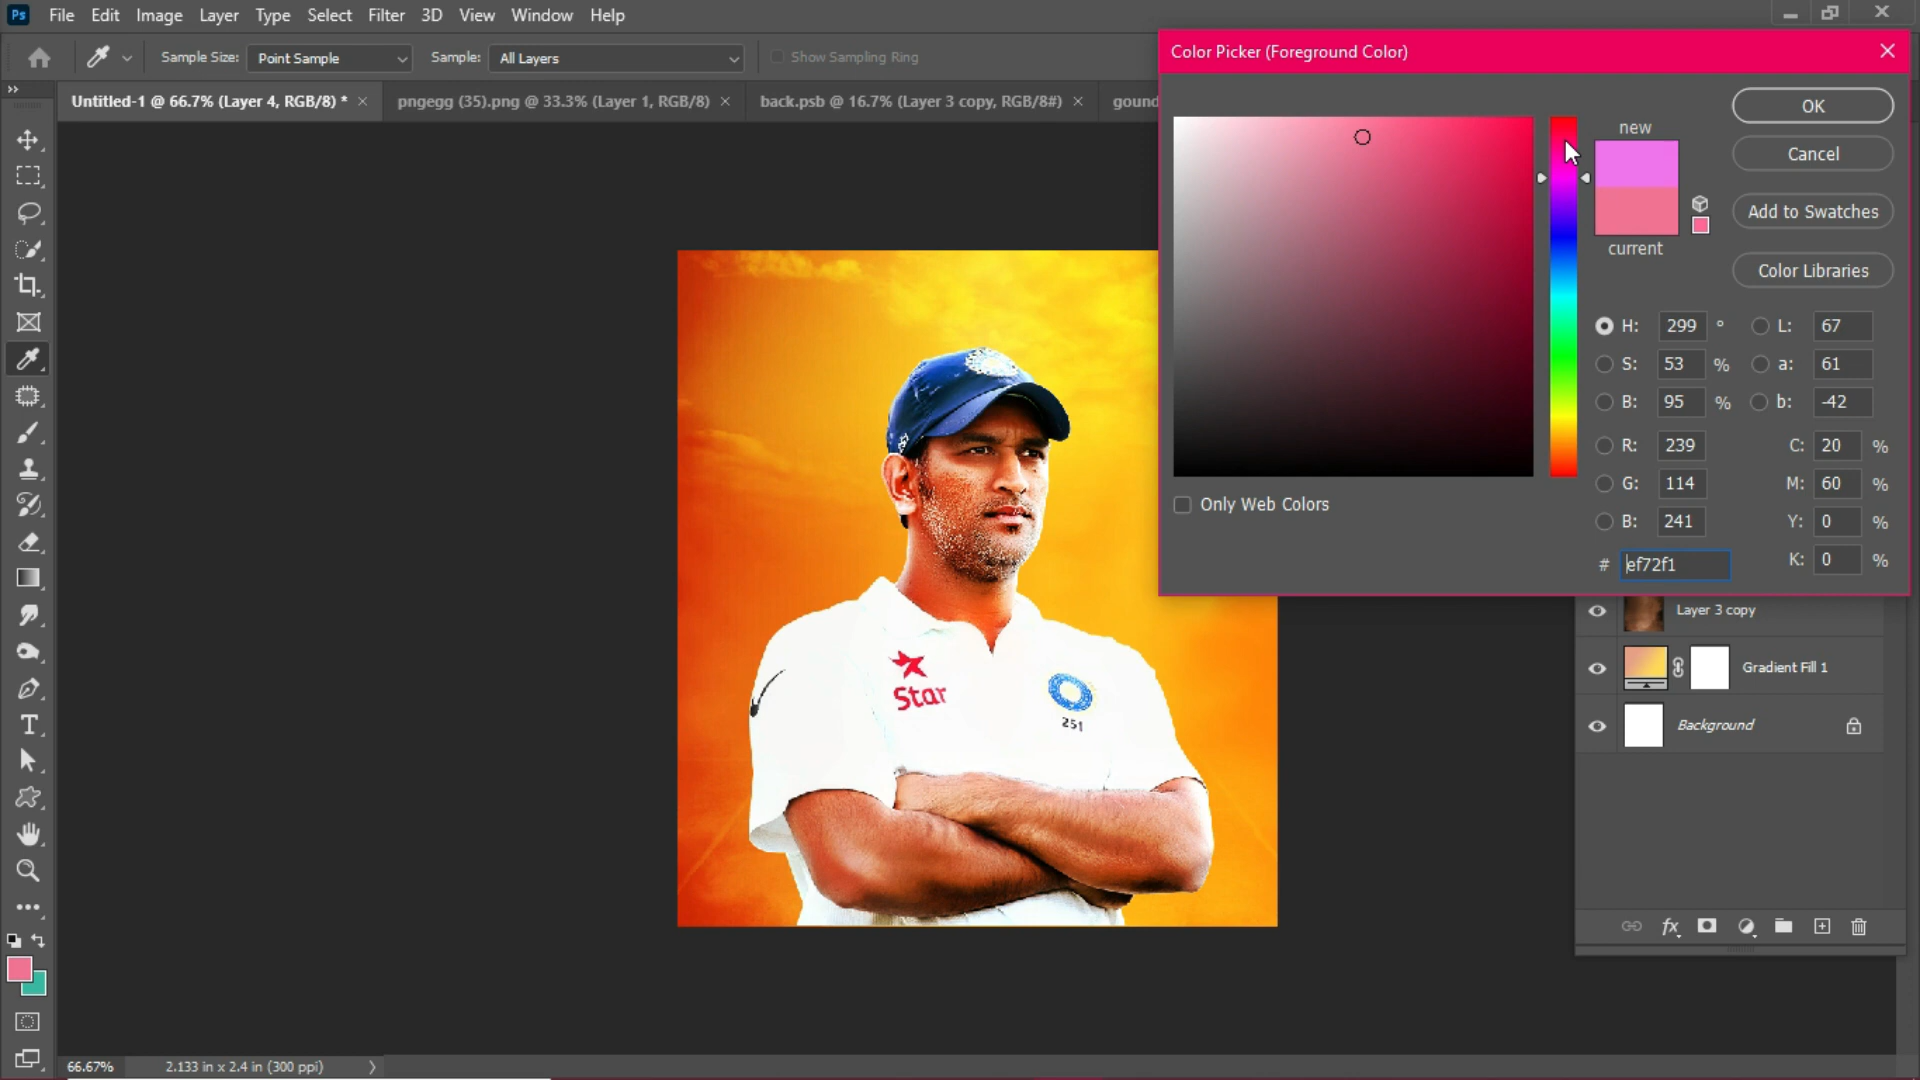 Ps File Edit Image Layer Type Select Filter 3D View Window Help
Sample Size: Point Sample Sample: All Layers Show Sampling Ring
Untitled-1 @ 66.7% (Layer 4, RGB/8) * pngegg (35).png @ 33.3% (Layer 1, RGB/8) back.psb @ 16.7% (Layer 3 copy, RGB/8#) gound
Color Picker (Foreground Color)
OK
new
Cancel
Add to Swatches
current
Color Libraries
H: 299 ° L: 67
S: 53 % a: 61
B: 95 % b: -42
R: 239 C: 20 %
G: 114 M: 60 %
B: 241 Y: 0 %
# ef72f1 K: 0 %
Only Web Colors
Star
251
Layer 3 copy
Gradient Fill 1
Background
fx
66.67% 2.133 in x 2.4 in (300 ppi)